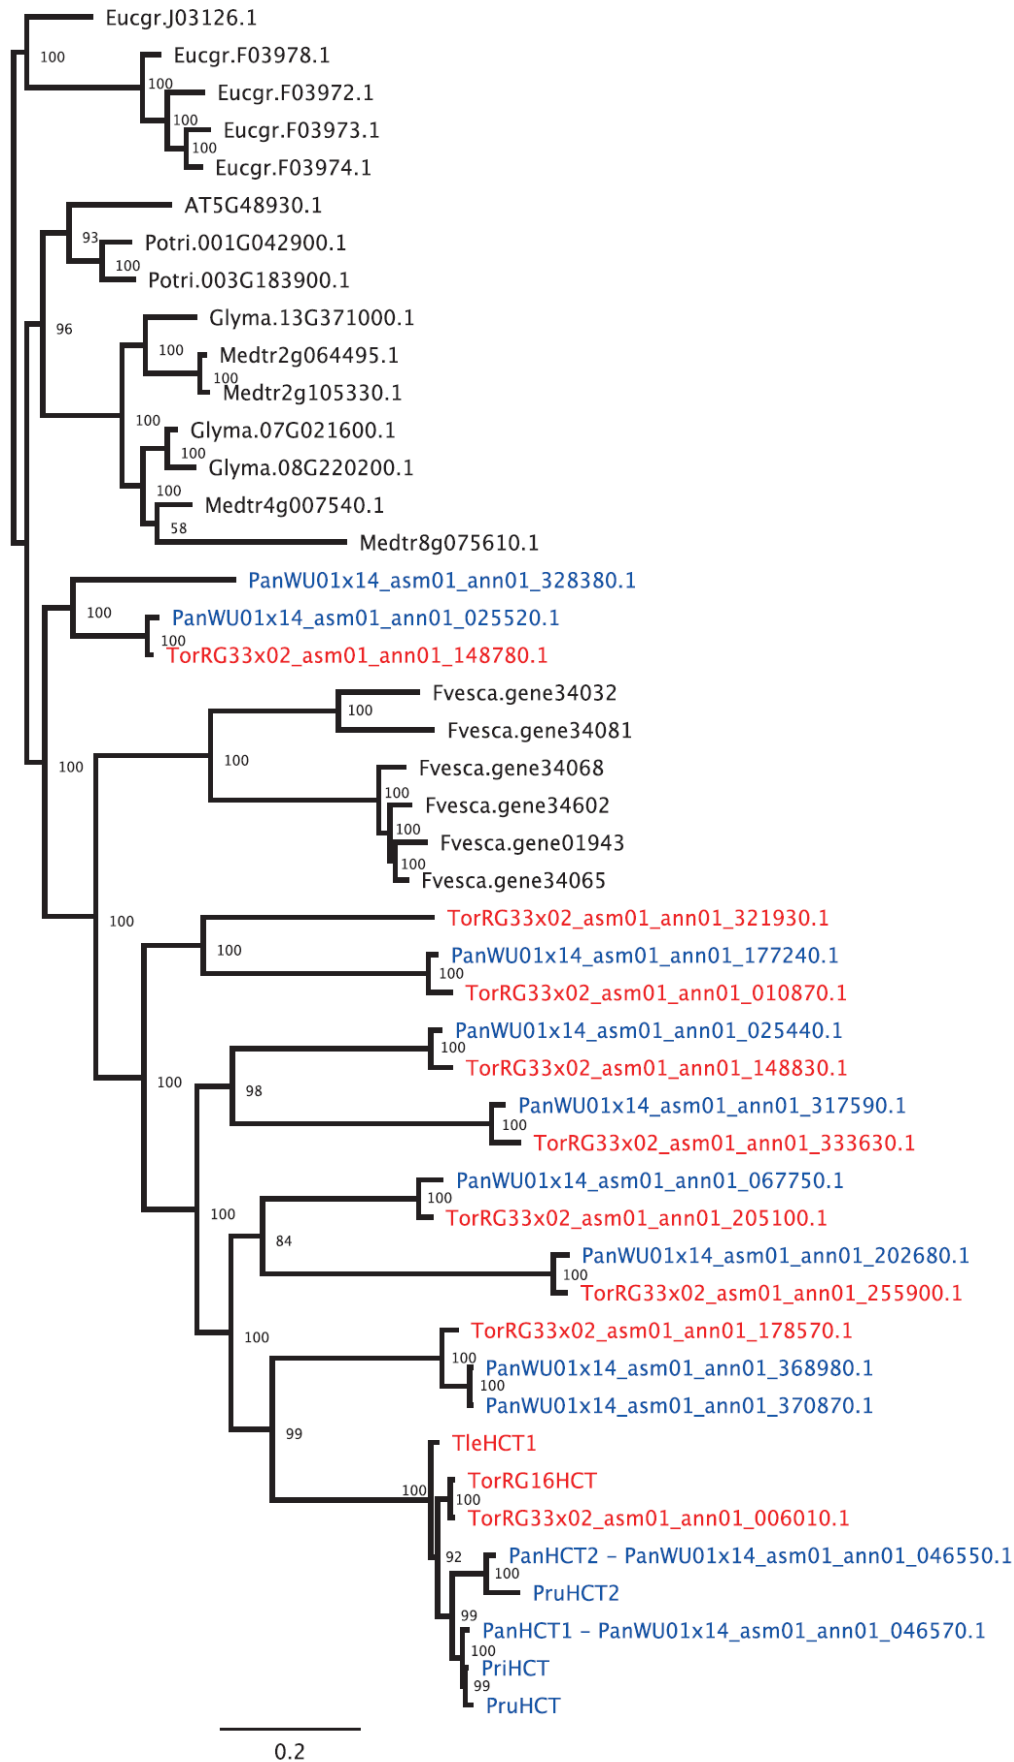 Eucgr.J03126.1
100
Eucgr.F03978.1
100
Eucgr.F03972.1
100
Eucgr.F03973.1
100
Eucgr.F03974.1
AT5G48930.1
93
Potri.001G042900.1
100
Potri.003G183900.1
96
Glyma.13G371000.1
100
Medtr2g064495.1
100
Medtr2g105330.1
100
Glyma.07G021600.1
100
Glyma.08G220200.1
100
Medtr4g007540.1
58
Medtr8g075610.1
PanWU01x14_asm01_ann01_328380.1
100
PanWU01x14_asm01_ann01_025520.1
100
TorRG33x02_asm01_ann01_148780.1
Fvesca.gene34032
100
Fvesca.gene34081
100
100
Fvesca.gene34068
100
Fvesca.gene34602
100
Fvesca.gene01943
100
Fvesca.gene34065
100
TorRG33x02_asm01_ann01_321930.1
100
PanWU01x14_asm01_ann01_177240.1
100
TorRG33x02_asm01_ann01_010870.1
PanWU01x14_asm01_ann01_025440.1
100
TorRG33x02_asm01_ann01_148830.1
100
98
PanWU01x14_asm01_ann01_317590.1
100
TorRG33x02_asm01_ann01_333630.1
PanWU01x14_asm01_ann01_067750.1
100
TorRG33x02_asm01_ann01_205100.1
100
84
PanWU01x14_asm01_ann01_202680.1
100
TorRG33x02_asm01_ann01_255900.1
TorRG33x02_asm01_ann01_178570.1
100
100
PanWU01x14_asm01_ann01_368980.1
100
PanWU01x14_asm01_ann01_370870.1
99
TleHCT1
TorRG16HCT
100
100
TorRG33x02_asm01_ann01_006010.1
92
PanHCT2 – PanWU01x14_asm01_ann01_046550.1
100
PruHCT2
99
PanHCT1 – PanWU01x14_asm01_ann01_046570.1
100
PriHCT
99
PruHCT
0.2